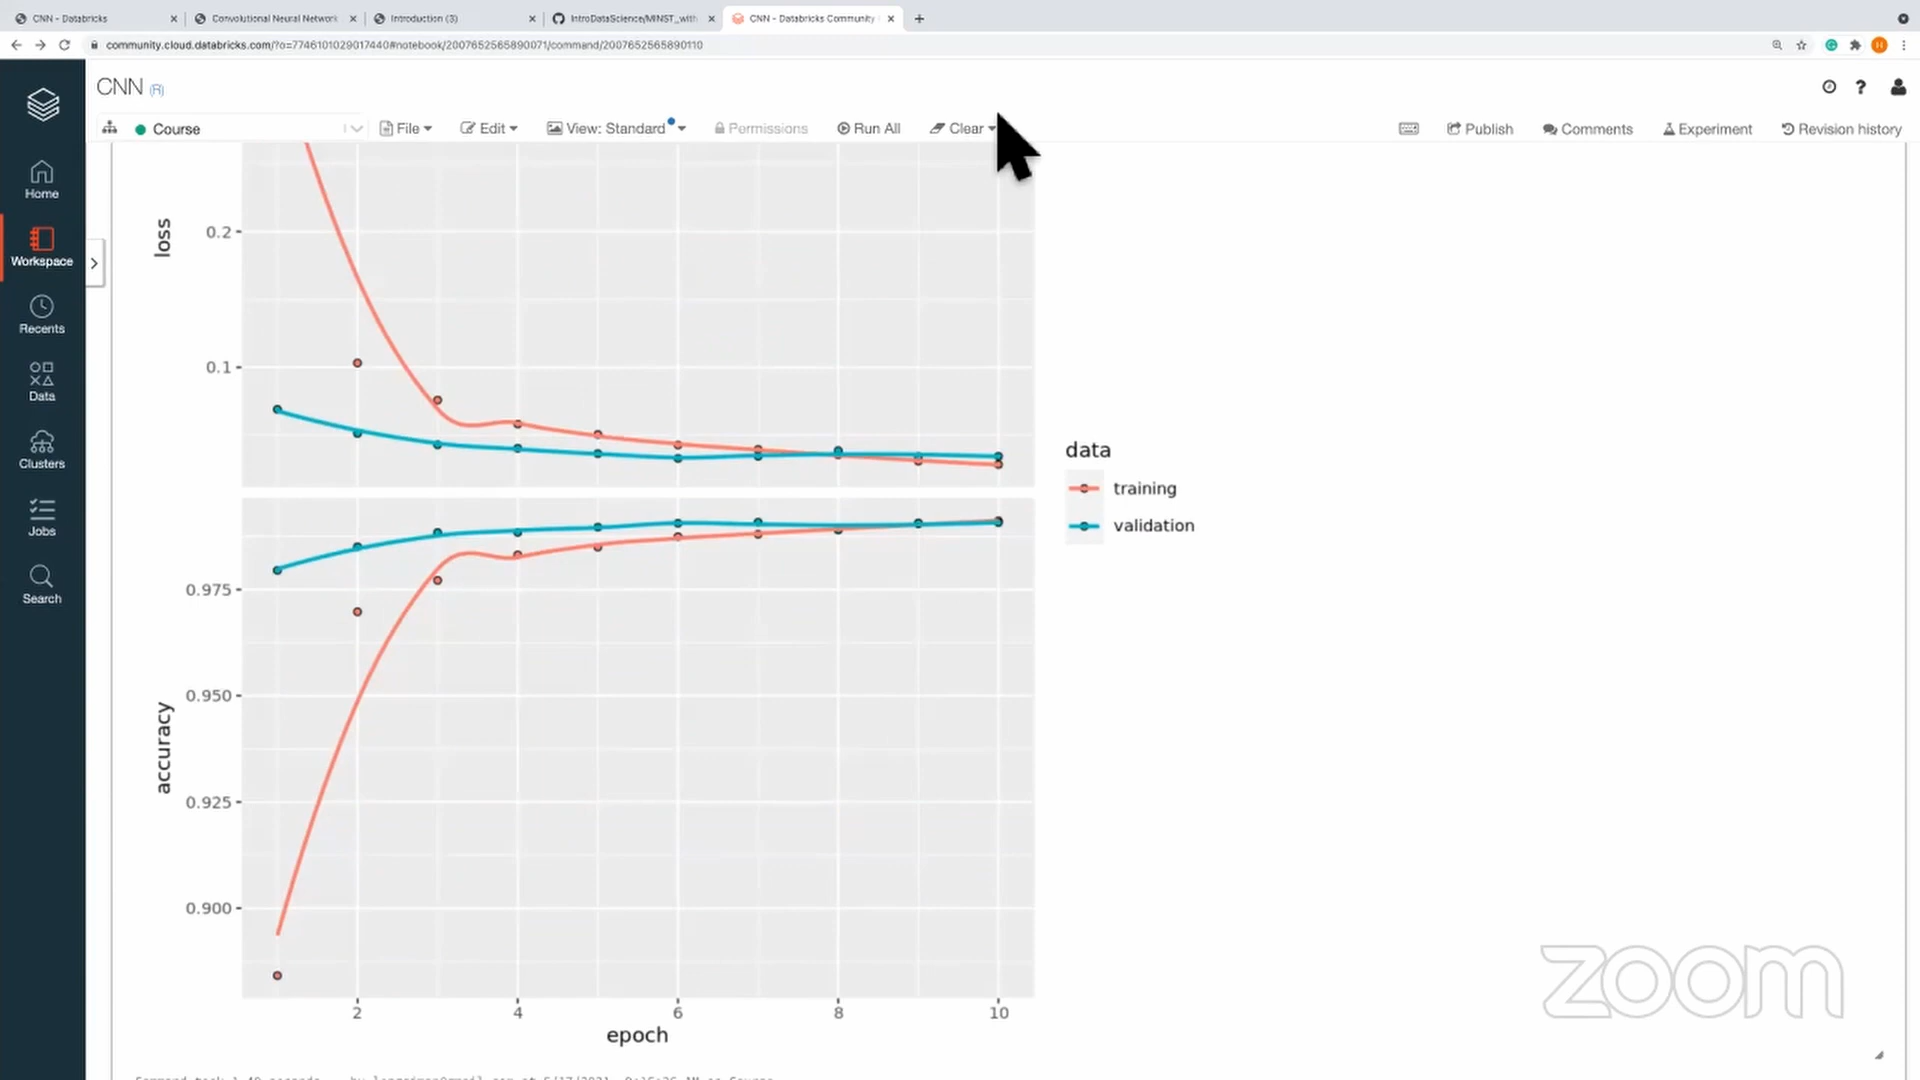 CNN - Databricks
Convolutional Neural Network
Introduction (3)
IntroDataScience/MINST_with
CNN - Databricks Community
community.cloud.databricks.com/?o=7746101029017440#notebook/2007652565890071/command/2007652565890110
CNN (R)
Course
File
Edit
View: Standard
Permissions
Run All
Clear
Publish
Comments
Experiment
Revision history
Home
Workspace
Recents
Data
Clusters
Jobs
Search
loss
0.2
0.1
data
training
validation
accuracy
0.975
0.950
0.925
0.900
2 4 6 8 10
epoch
zoom